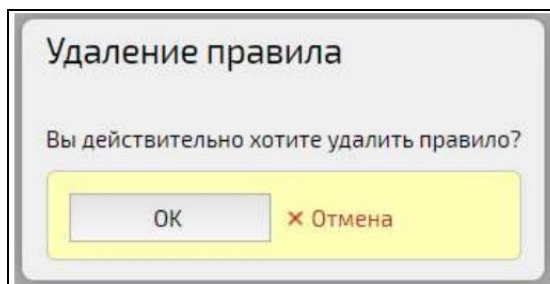 Удаление правила
Вы действительно хотите удалить правило?
ОК
× Отмена